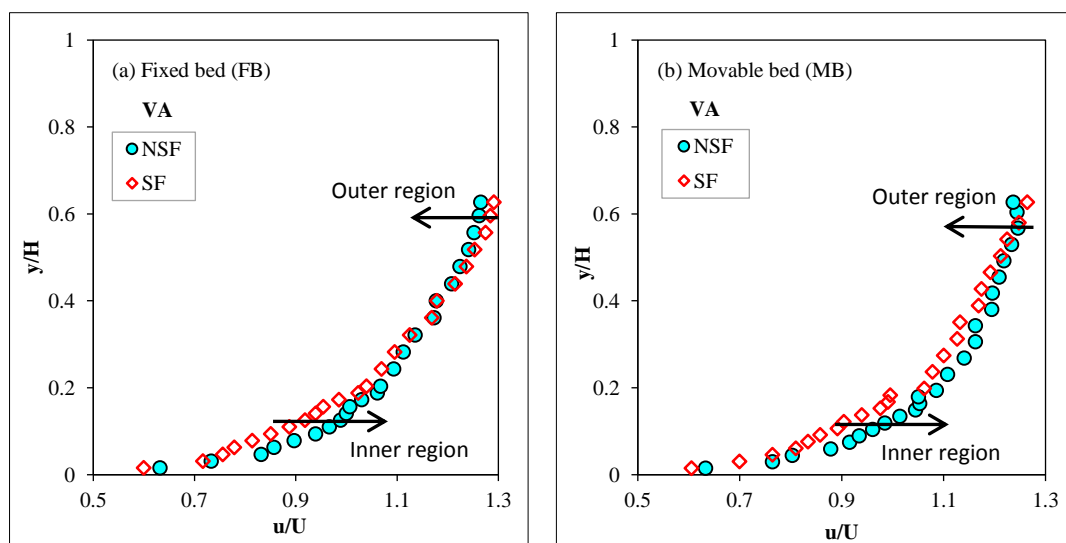 1
0.8
0.6
0.4
0.2
0
y/H
(a) Fixed bed (FB)
VA
NSF
SF
Outer region
Inner region
0.5
0.7
0.9
1.1
1.3
u/U
1
0.8
0.6
0.4
0.2
0
y/H
(b) Movable bed (MB)
VA
NSF
SF
Outer region
Inner region
0.5
0.7
0.9
1.1
1.3
u/U